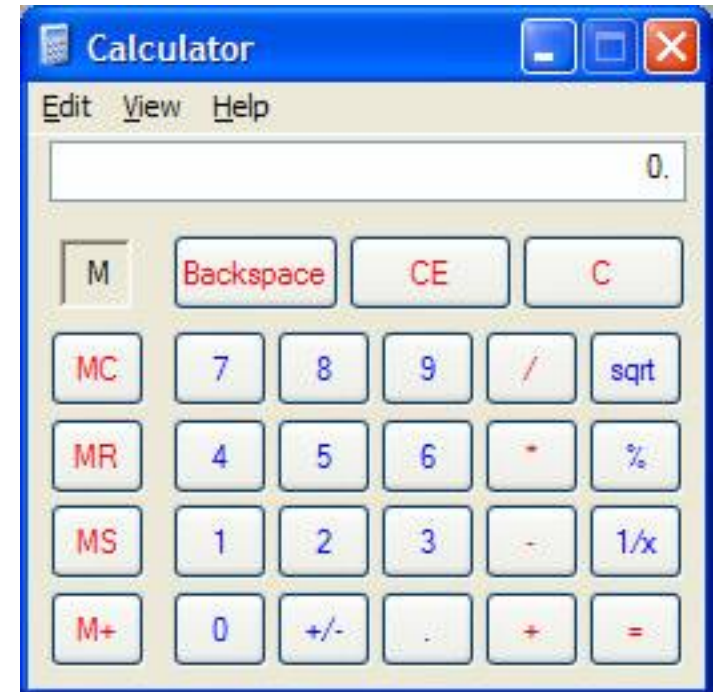 Calculator
Edit View Help
0.
M Backspace CE C
MC 7 8 9 / sqrt
MR 4 5 6 * %
MS 1 2 3 - 1/x
M+ 0 +/- . + =